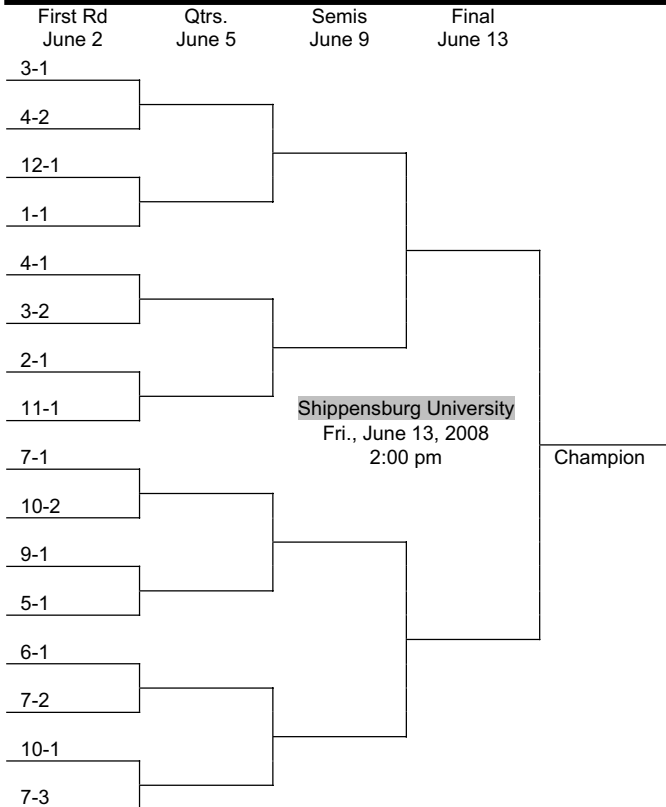 First Rd Qtrs. Semis Final
June 2 June 5 June 9 June 13
3-1
4-2
12-1
1-1
4-1
3-2
2-1
11-1
Shippensburg University
Fri., June 13, 2008
7-1
2:00 pm
Champion
10-2
9-1
5-1
6-1
7-2
10-1
7-3